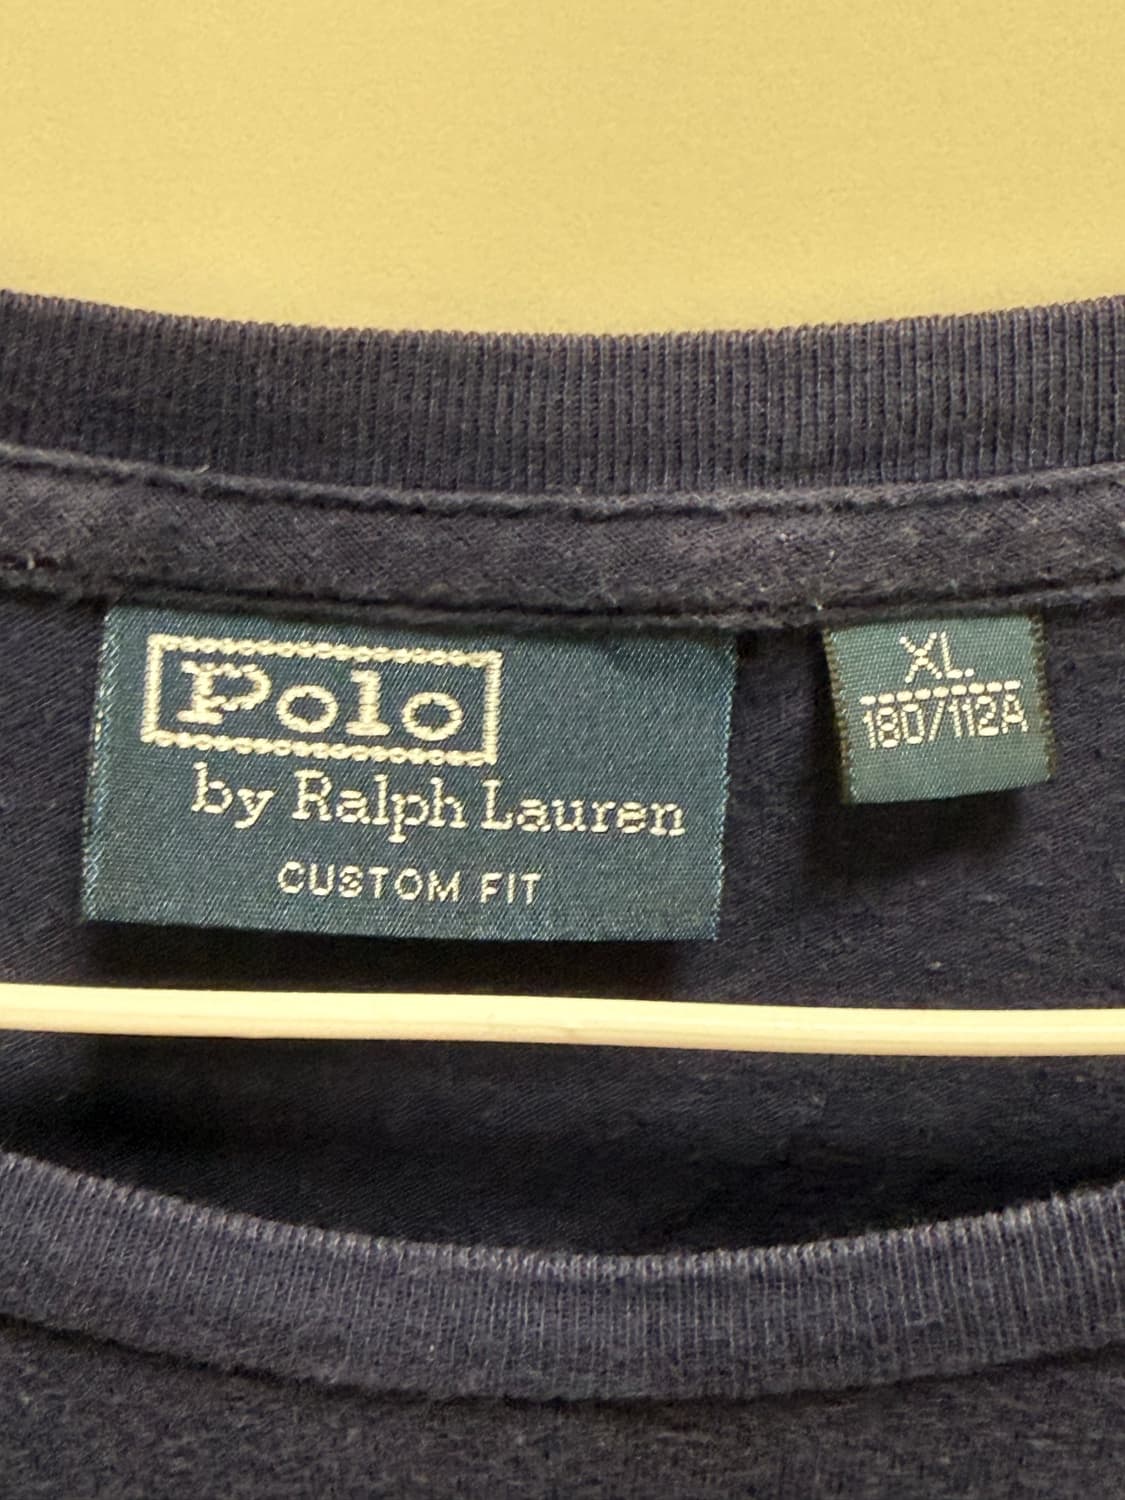 Polo
by Ralph Lauren
CUSTOM FIT
XL
180/112A